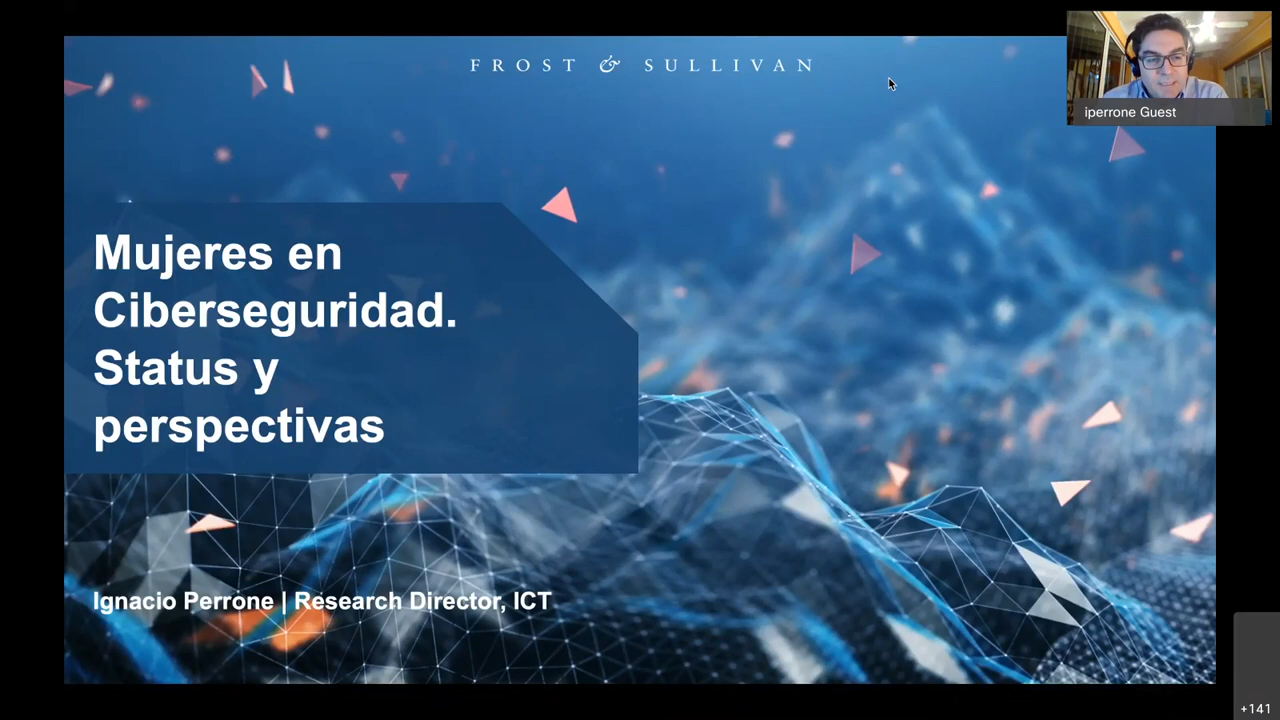 FROST & SULLIVAN
iperrone Guest
Mujeres en
Ciberseguridad.
Status y
perspectivas
Ignacio Perrone | Research Director, ICT
+141